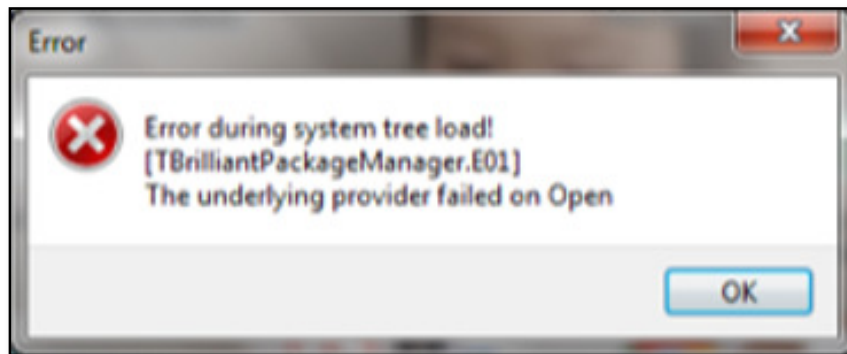 Error
Error during system tree load!
[TBrilliantPackageManager.E01]
The underlying provider failed on Open
OK